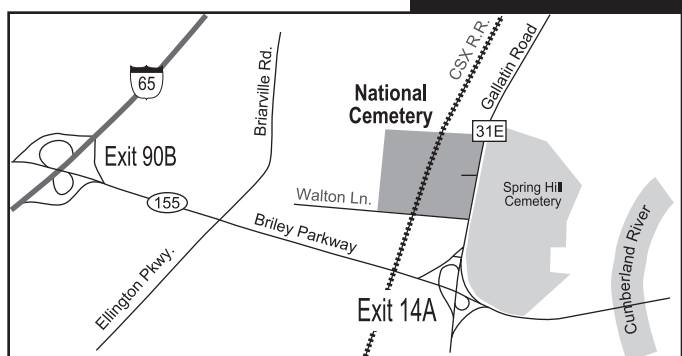 65
Briarville Rd.
CSX R.R.
Gallatin Road
National
Cemetery
31E
Exit 90B
Walton Ln.
Spring Hill
Cemetery
155
Briley Parkway
Ellington Pkwy.
Exit 14A
Cumberland River